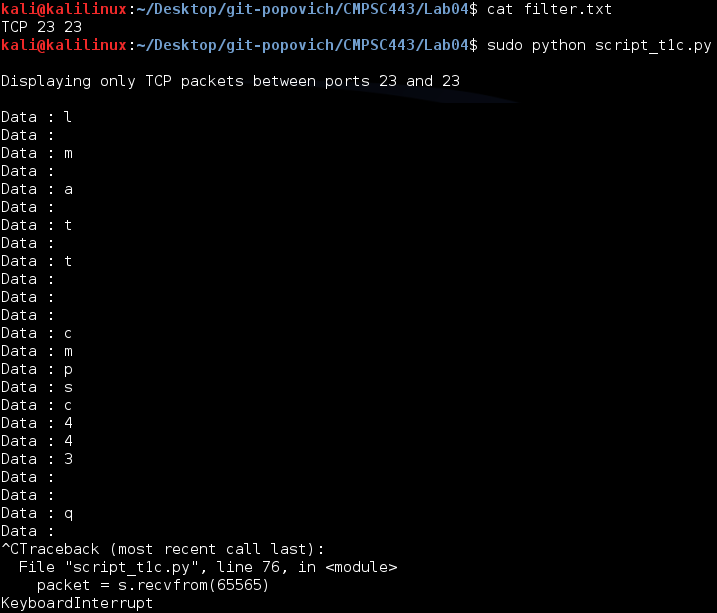 kali@kalilinux:~/Desktop/git-popovich/CMPSC443/Lab04$ cat filter.txt
TCP 23 23
kali@kalilinux:~/Desktop/git-popovich/CMPSC443/Lab04$ sudo python script_t1c.py

Displaying only TCP packets between ports 23 and 23

Data : l
Data :
Data : m
Data :
Data : a
Data :
Data : t
Data :
Data : t
Data :
Data :
Data :
Data : c
Data : m
Data : p
Data : s
Data : c
Data : 4
Data : 4
Data : 3
Data :
Data :
Data : q
Data :
^CTraceback (most recent call last):
  File "script_t1c.py", line 76, in <module>
    packet = s.recvfrom(65565)
KeyboardInterrupt